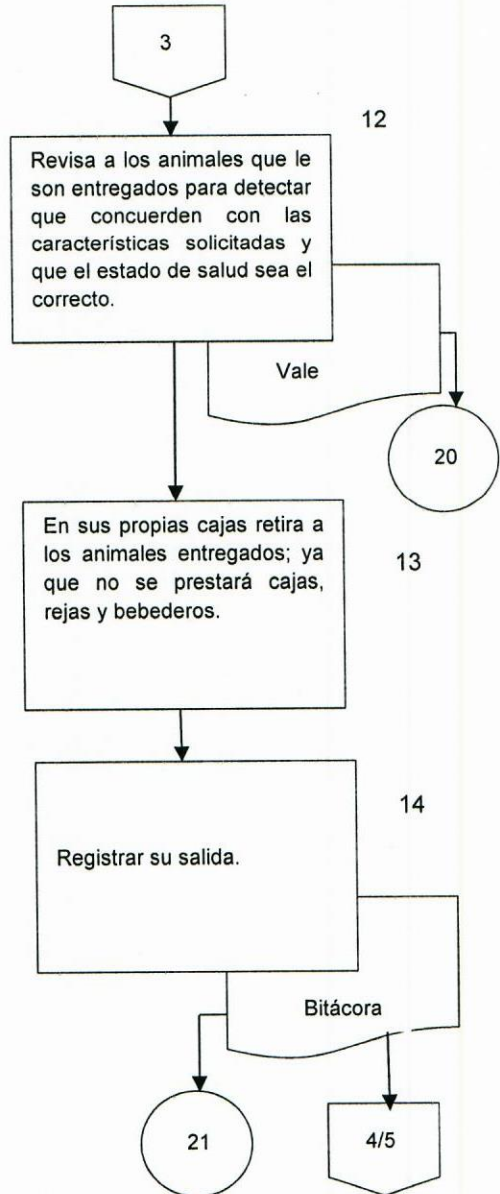 3
12
Revisa a los animales que le
son entregados para detectar
que concuerden con las
características solicitadas y
que el estado de salud sea el
correcto.
Vale
20
En sus propias cajas retira a
los animales entregados; ya
que no se prestará cajas,
rejas y bebederos.
13
14
Registrar su salida.
Bitácora
21
4/5